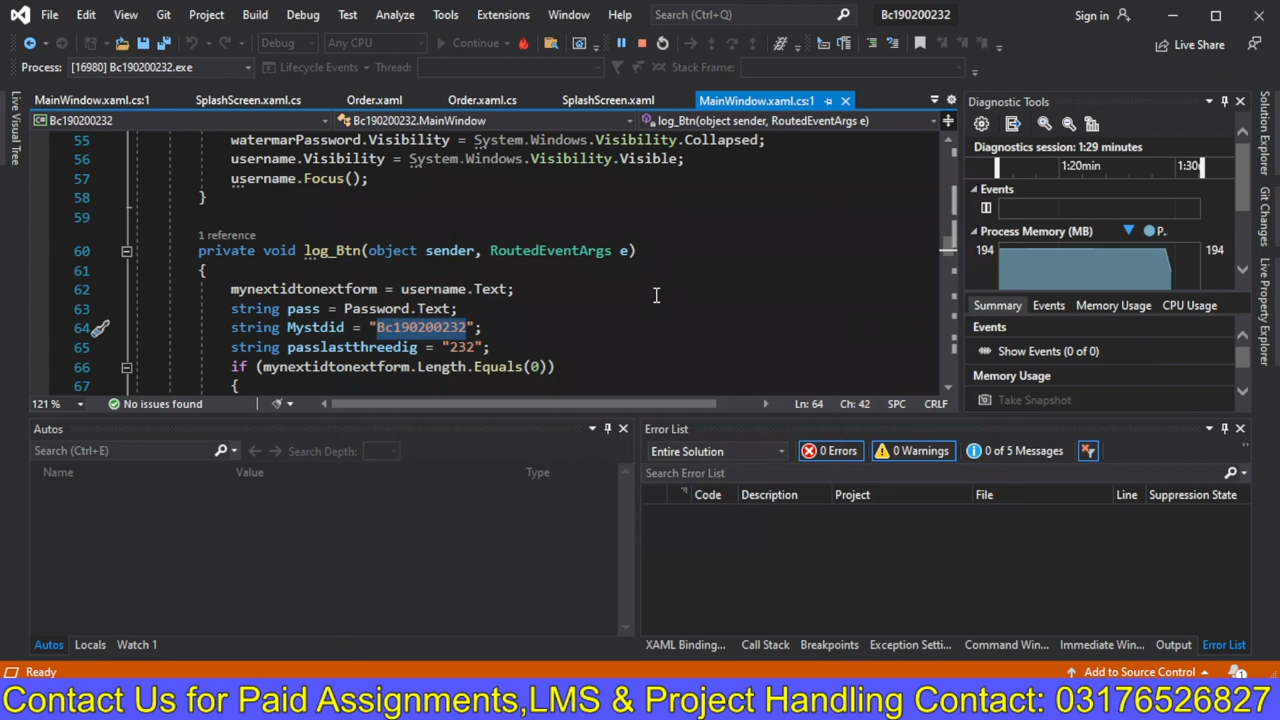 File Edit View Git Project Build Debug Test Analyze Tools Extensions Window Help Search (Ctrl+Q) Bc190200232 Sign in
Debug Any CPU Continue Live Share
Process: [16980] Bc190200232.exe Lifecycle Events Thread: Stack Frame:
MainWindow.xaml.cs:1 SplashScreen.xaml.cs Order.xaml Order.xaml.cs SplashScreen.xaml MainWindow.xaml.cs:1
Bc190200232 Bc190200232.MainWindow log_Btn(object sender, RoutedEventArgs e)
Live Visual Tree
55 watermarPassword.Visibility = System.Windows.Visibility.Collapsed;
56 username.Visibility = System.Windows.Visibility.Visible;
57 username.Focus();
58 }
59
1 reference
60 private void log_Btn(object sender, RoutedEventArgs e)
61 {
62 mynextidtonextform = username.Text;
63 string pass = Password.Text;
64 string Mystdid = "Bc190200232";
65 string passlastthreedig = "232";
66 if (mynextidtonextform.Length.Equals(0))
67 {
121 % No issues found Ln: 64 Ch: 42 SPC CRLF
Diagnostic Tools
Diagnostics session: 1:29 minutes
1:20min 1:30
Events
Process Memory (MB) P..
194 194
Summary Events Memory Usage CPU Usage
Events
Show Events (0 of 0)
Memory Usage
Take Snapshot
Solution Explorer
Git Changes
Live Property Explorer
Autos
Search (Ctrl+E) Search Depth:
Name Value Type
Autos Locals Watch 1
Error List
Entire Solution 0 Errors 0 Warnings 0 of 5 Messages
Search Error List
Code Description Project File Line Suppression State
XAML Binding... Call Stack Breakpoints Exception Setti... Command Win... Immediate Win... Output Error List
Ready Add to Source Control 1
Contact Us for Paid Assignments,LMS & Project Handling Contact: 03176526827